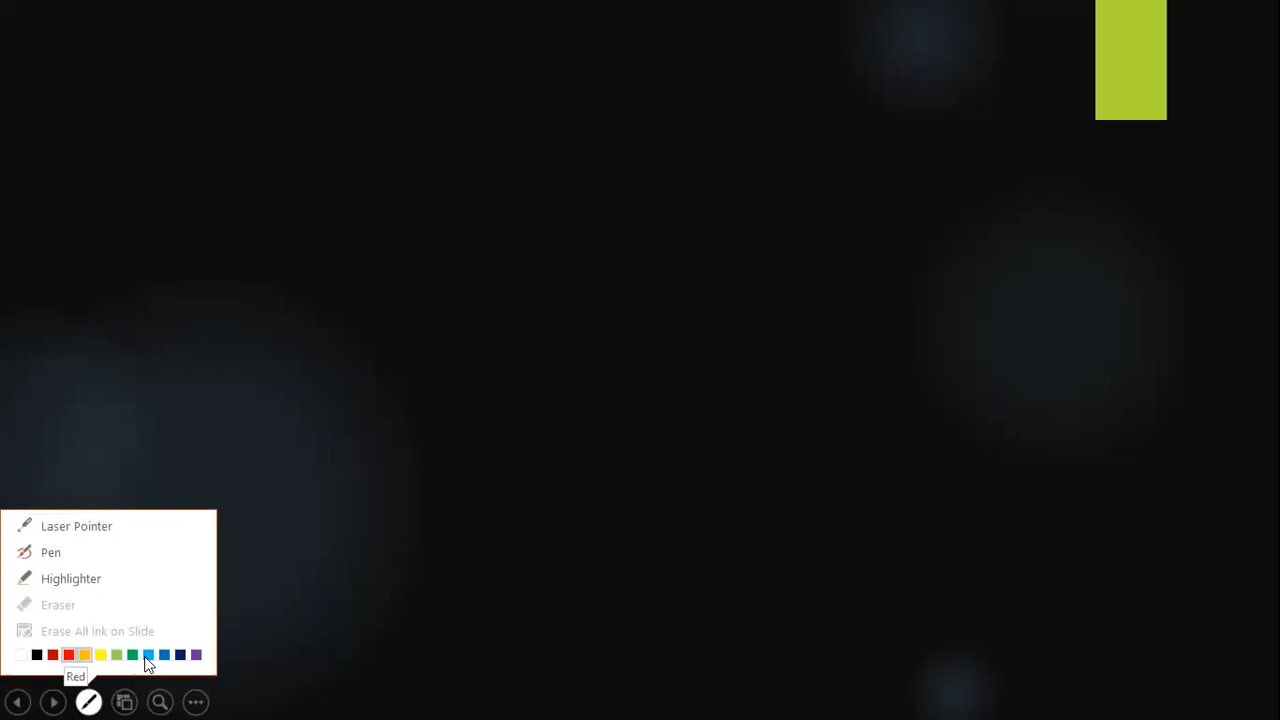 Laser Pointer
Pen
Highlighter
Eraser
Erase All Ink on Slide
Red